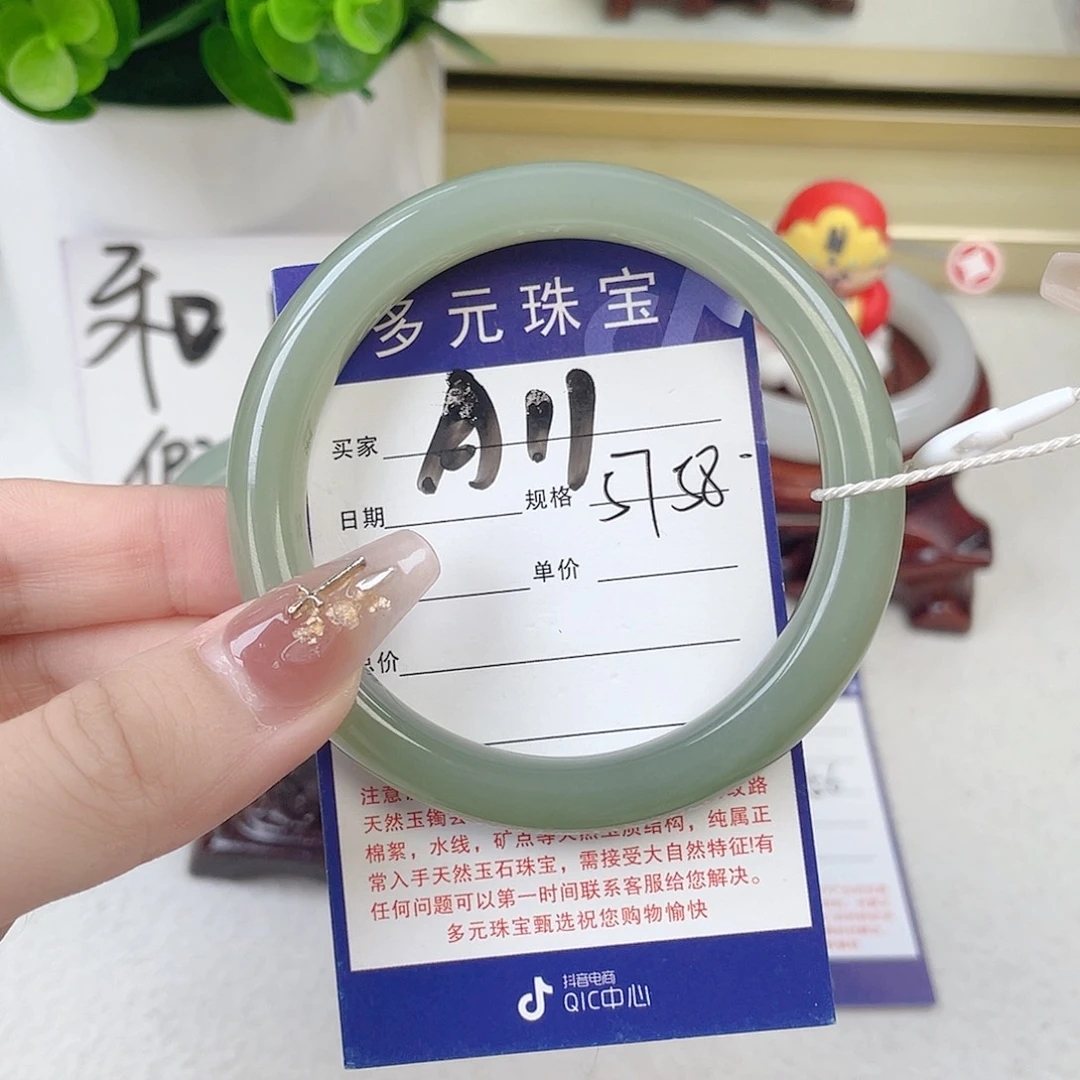 和
多元珠宝
买家 A11
日期 规格 5758-
单价
总价
注意
天然玉镯
棉絮，水线，矿点等天然玉质结构，纯属正
常入手天然玉石珠宝，需接受大自然特征!有
任何问题可以第一时间联系客服给您解决。
多元珠宝甄选祝您购物愉快
抖音电商
QIC中心